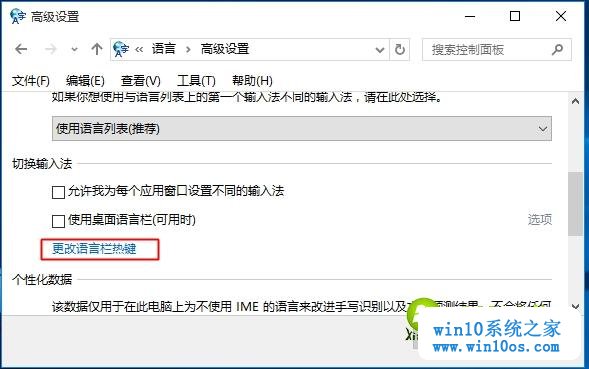 高级设置
语言 > 高级设置
搜索控制面板
文件(F) 编辑(E) 查看(V) 工具(T) 帮助(H)
如果你想使用与语言列表上的第一个输入法不同的输入法，请在此处选择。
使用语言列表(推荐)
切换输入法
允许我为每个应用窗口设置不同的输入法
使用桌面语言栏(可用时) 选项
更改语言栏热键
个性化数据
该数据仅用于在此电脑上为不使用 IME 的语言来改进手写识别以及文本预测结果。不会将任何
win10系统之家
www.win10os.com